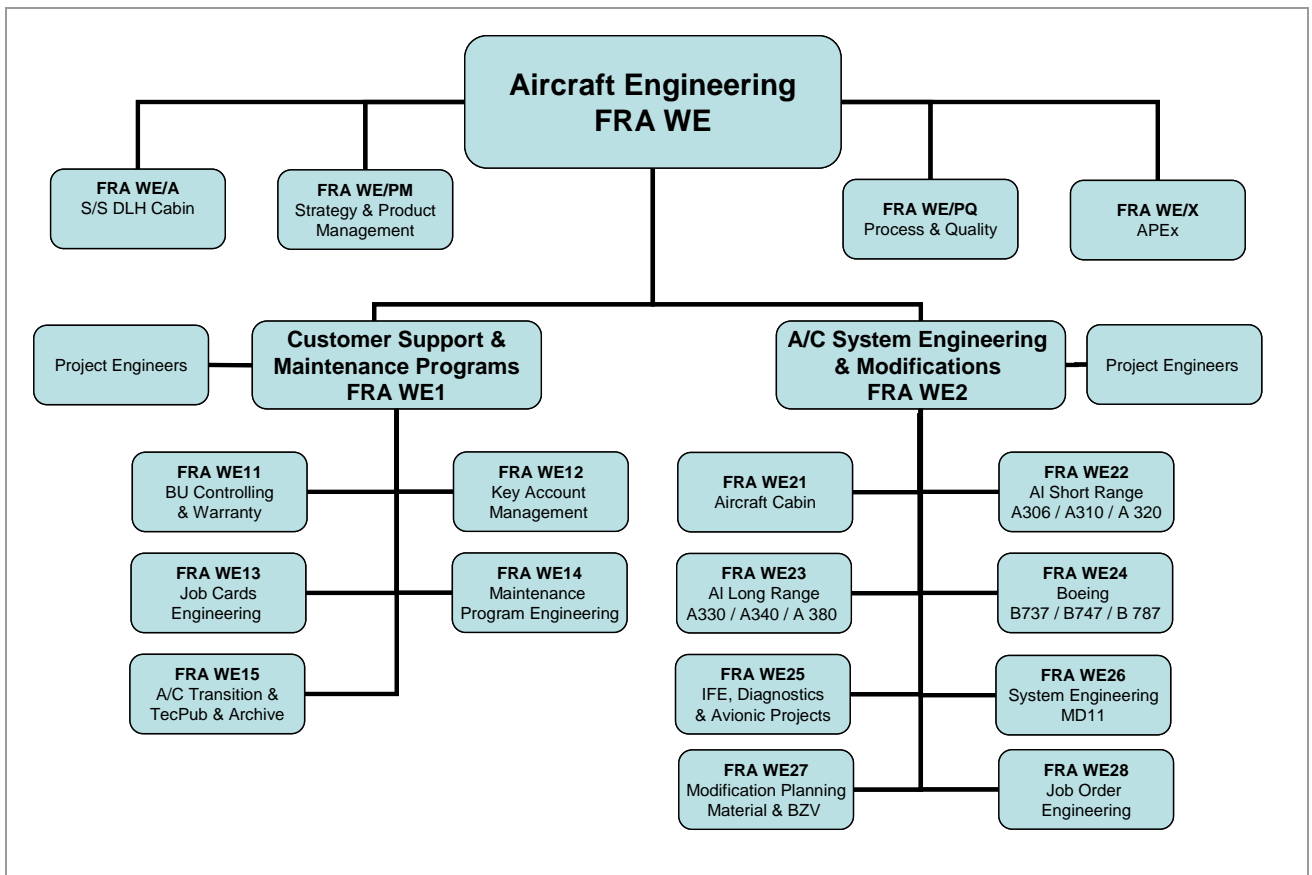 Aircraft Engineering
FRA WE
FRA WE/A
S/S DLH Cabin
FRA WE/PM
Strategy & Product
Management
FRA WE/PQ
Process & Quality
FRA WE/X
APEx
Project Engineers
Customer Support &
Maintenance Programs
FRA WE1
A/C System Engineering
& Modifications
FRA WE2
Project Engineers
FRA WE11
BU Controlling
& Warranty
FRA WE12
Key Account
Management
FRA WE21
Aircraft Cabin
FRA WE22
AI Short Range
A306 / A310 / A 320
FRA WE13
Job Cards
Engineering
FRA WE14
Maintenance
Program Engineering
FRA WE23
AI Long Range
A330 / A340 / A 380
FRA WE24
Boeing
B737 / B747 / B 787
FRA WE15
A/C Transition &
TecPub & Archive
FRA WE25
IFE, Diagnostics
& Avionic Projects
FRA WE26
System Engineering
MD11
FRA WE27
Modification Planning
Material & BZV
FRA WE28
Job Order
Engineering